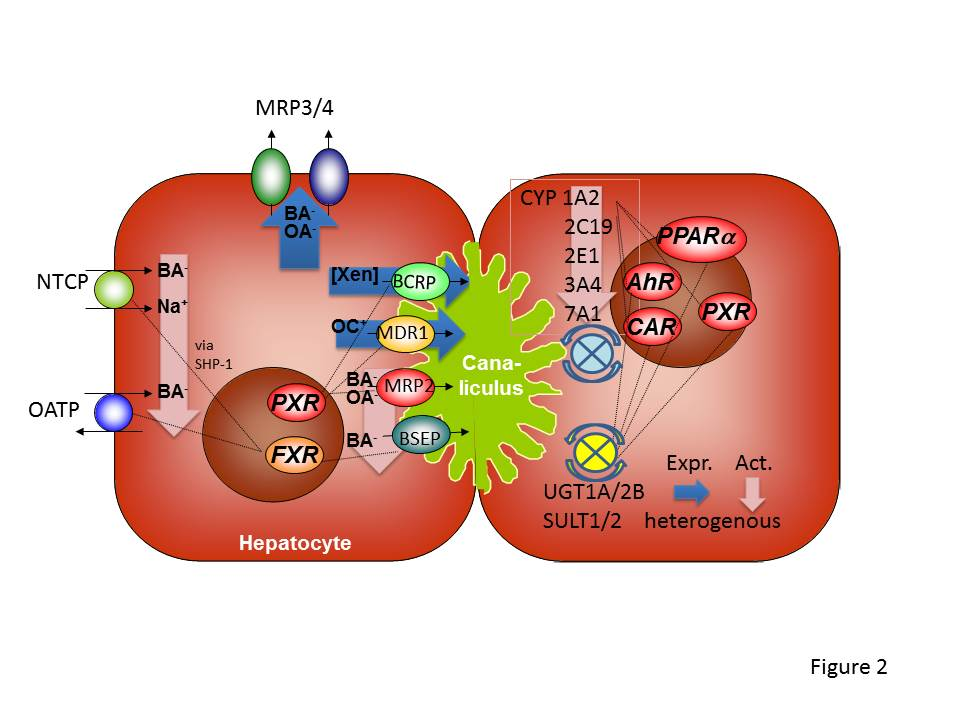 MRP3/4
BA-
OA-
NTCP
BA-
Na+
via
SHP-1
OATP
BA-
[Xen]
BCRP
OC+
MDR1
BA-
OA-
MRP2
BA-
BSEP
PXR
FXR
Hepatocyte
Cana-
liculus
CYP 1A2
2C19
2E1
3A4
7A1
PPARα
AhR
PXR
CAR
Expr. Act.
UGT1A/2B
SULT1/2 heterogenous
Figure 2